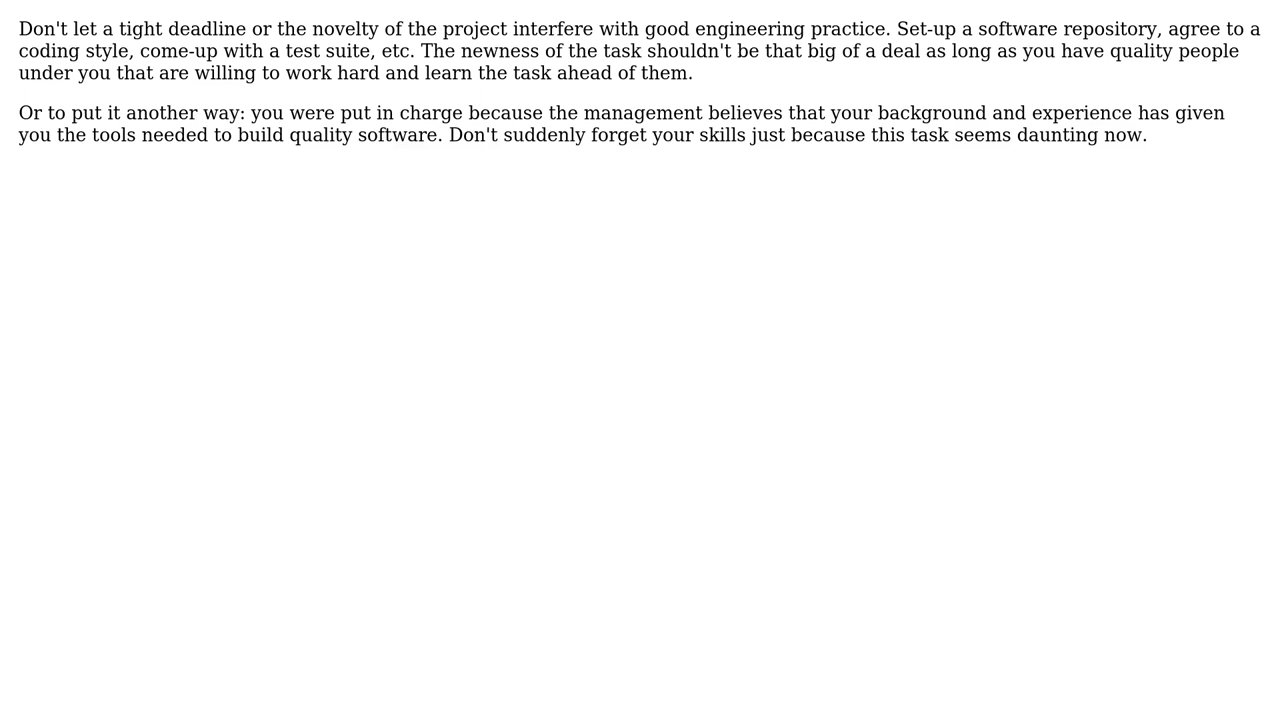 Don't let a tight deadline or the novelty of the project interfere with good engineering practice. Set-up a software repository, agree to a
coding style, come-up with a test suite, etc. The newness of the task shouldn't be that big of a deal as long as you have quality people
under you that are willing to work hard and learn the task ahead of them.
Or to put it another way: you were put in charge because the management believes that your background and experience has given
you the tools needed to build quality software. Don't suddenly forget your skills just because this task seems daunting now.